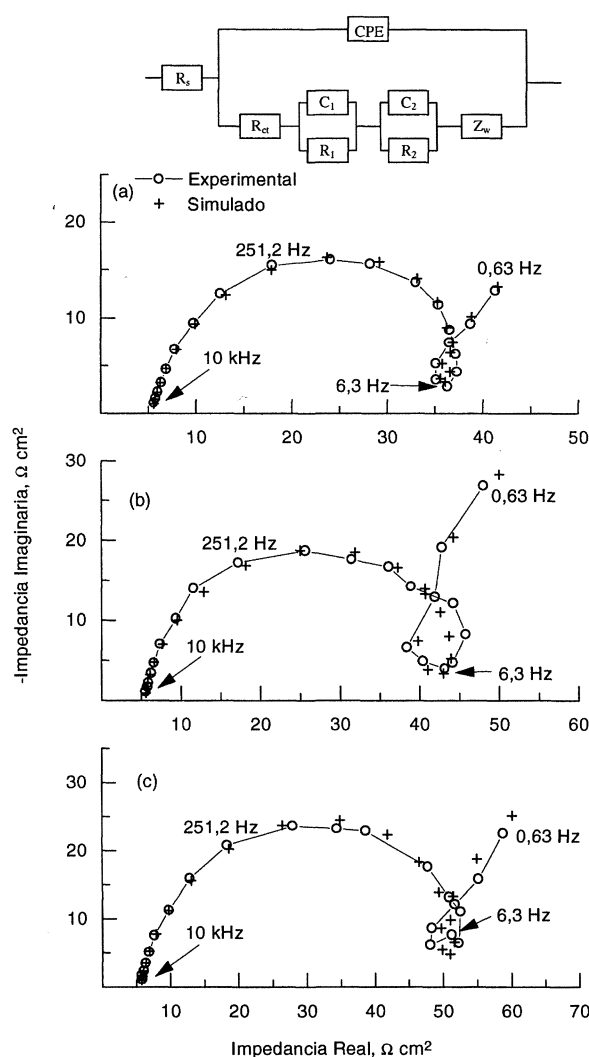 CPE
Rs
C1
C2
Rct
Zw
R1
R2
(a)
Experimental
Simulado
20
251,2 Hz
0,63 Hz
10
10 kHz
6,3 Hz
10
20
30
40
50
30
(b)
0,63 Hz
20
251,2 Hz
10
10 kHz
6,3 Hz
10
20
30
40
50
60
(c)
30
251,2 Hz
0,63 Hz
20
10
10 kHz
6,3 Hz
10
20
30
40
50
60
70
-Impedancia Imaginaria, Ω cm²
Impedancia Real, Ω cm²